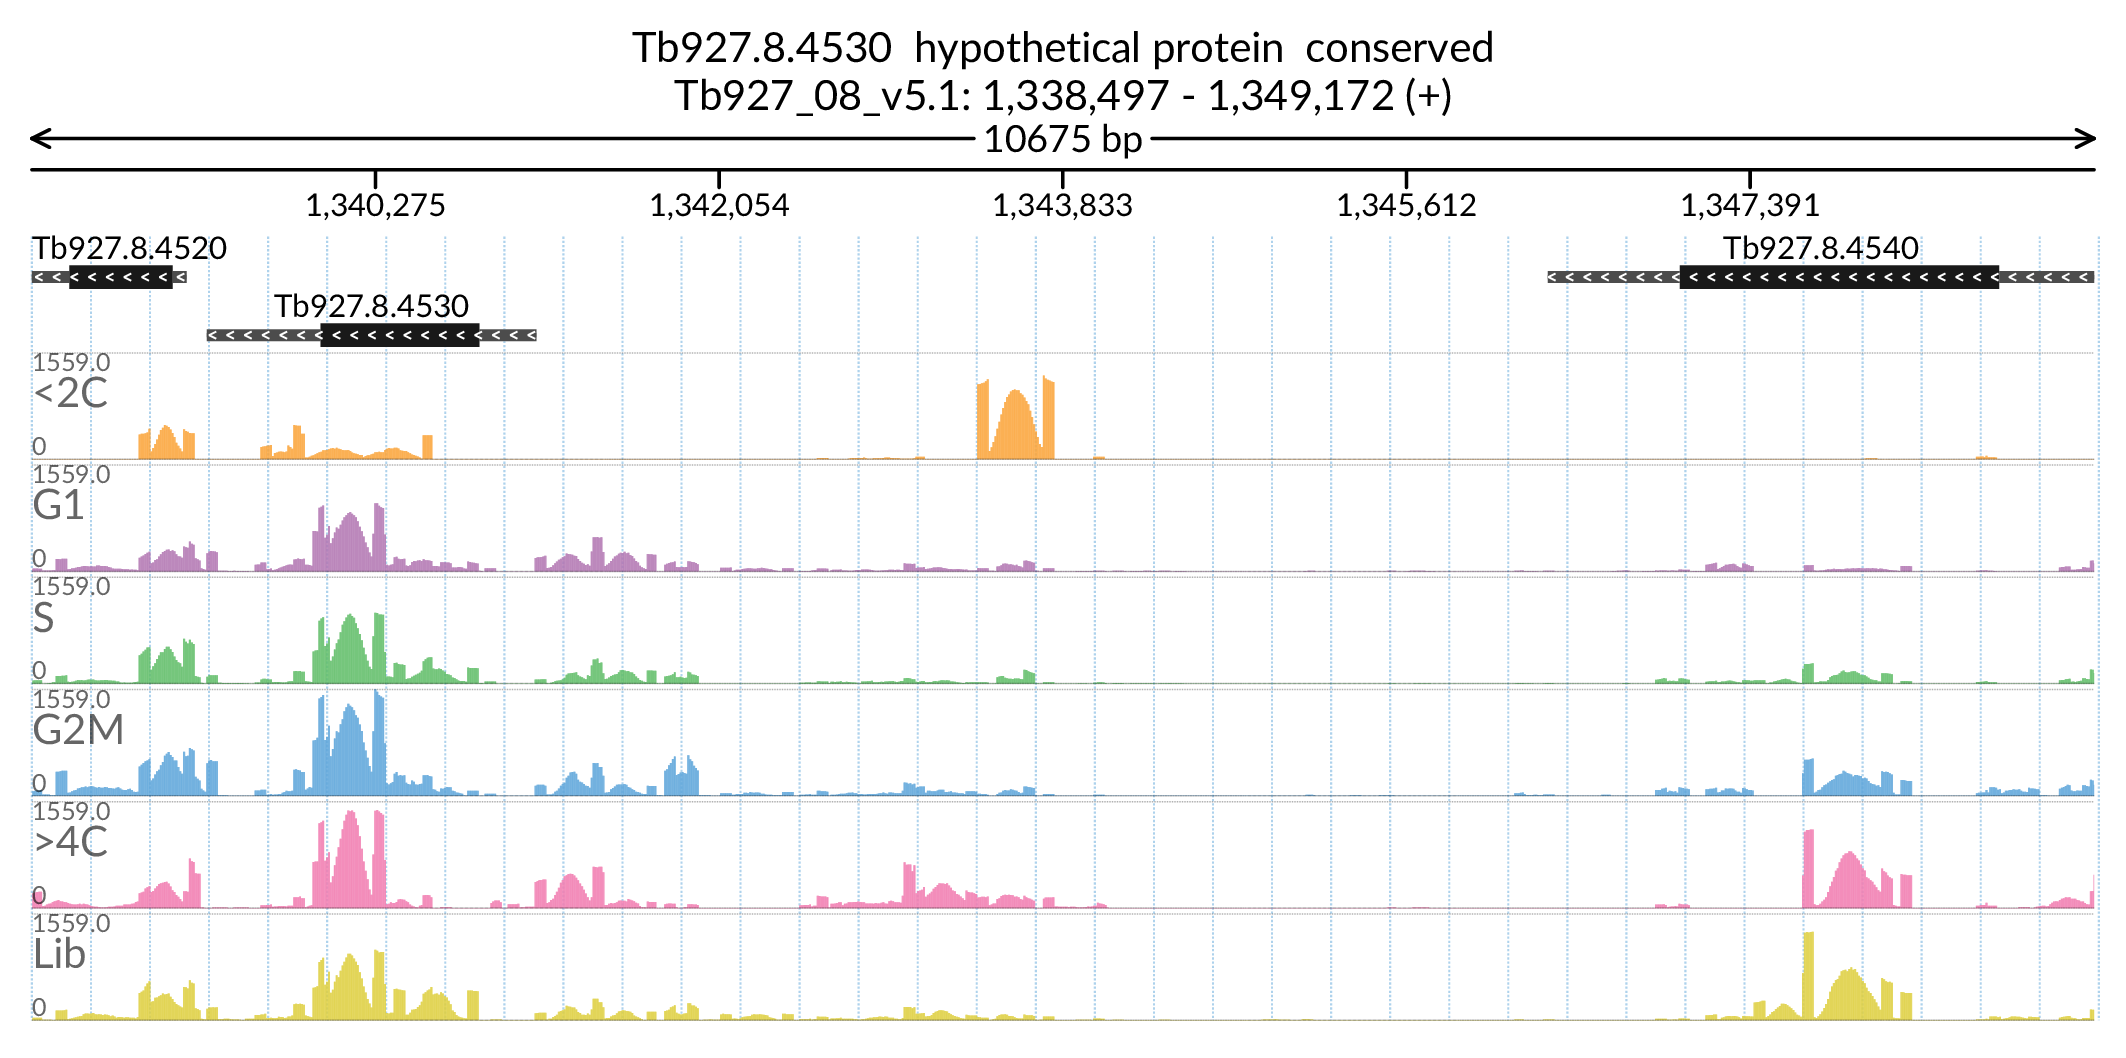 Tb927.8.4530  hypothetical protein  conserved
Tb927_08_v5.1: 1,338,497 - 1,349,172 (+)
10675 bp
1,340,275 1,342,054 1,343,833 1,345,612 1,347,391
Tb927.8.4520 Tb927.8.4540
Tb927.8.4530
1559.0
<2C
0
1559.0
G1
0
1559.0
S
0
1559.0
G2M
0
1559.0
>4C
0
1559.0
Lib
0